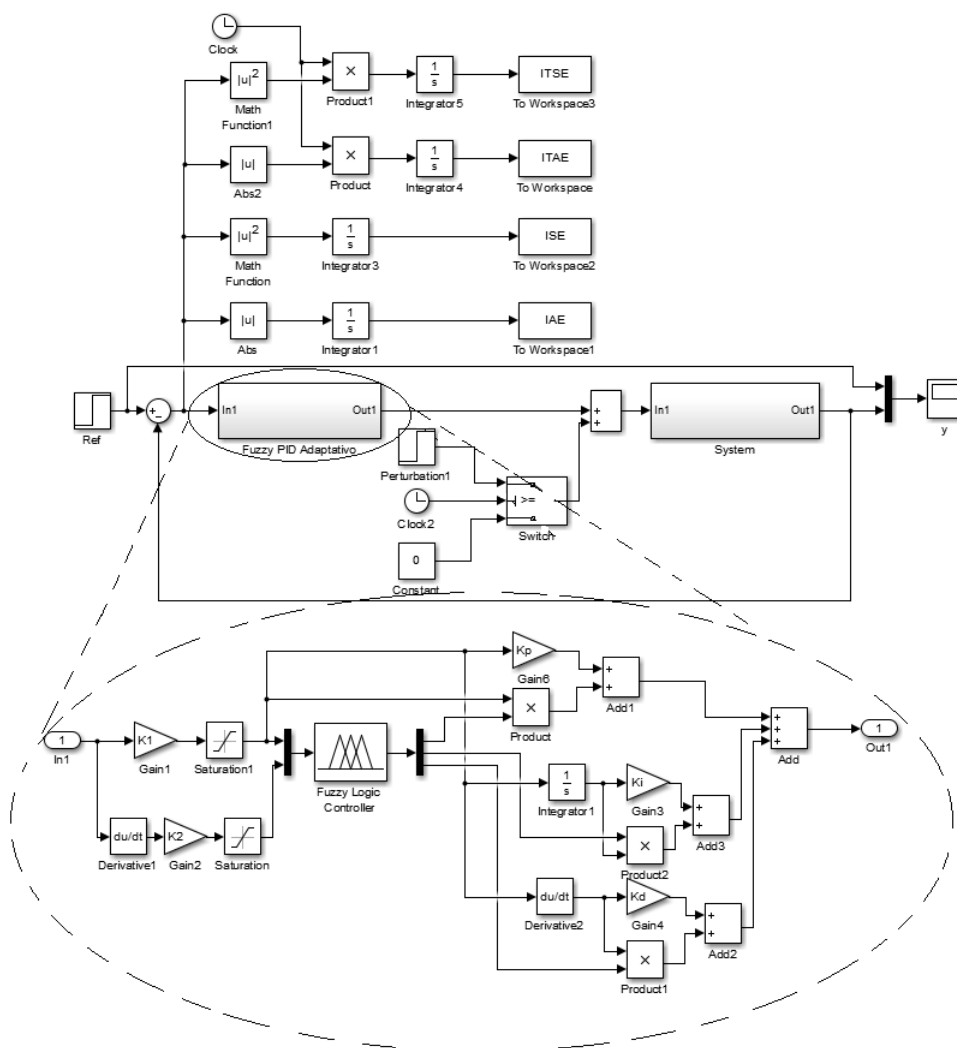 Clock
|u|²
Math
Function1
×
Product1
1
s
Integrator5
ITSE
To Workspace3
|u|
Abs2
×
Product
1
s
Integrator4
ITAE
To Workspace
|u|²
Math
Function
1
s
Integrator3
ISE
To Workspace2
|u|
Abs
1
s
Integrator1
IAE
To Workspace1
Ref
+
−
In1
Out1
Fuzzy PID Adaptativo
+
+
In1
Out1
System
y
Perturbation1
Clock2
>=
Switch
0
Constant
Kp
Gain6
+
+
Add1
×
Product
1
In1
K1
Gain1
Saturation1
Fuzzy Logic
Controller
+
+
+
Add
1
Out1
1
s
Integrator1
Ki
Gain3
+
+
Add3
×
Product2
du/dt
Derivative1
K2
Gain2
Saturation
du/dt
Derivative2
Kd
Gain4
+
+
Add2
×
Product1